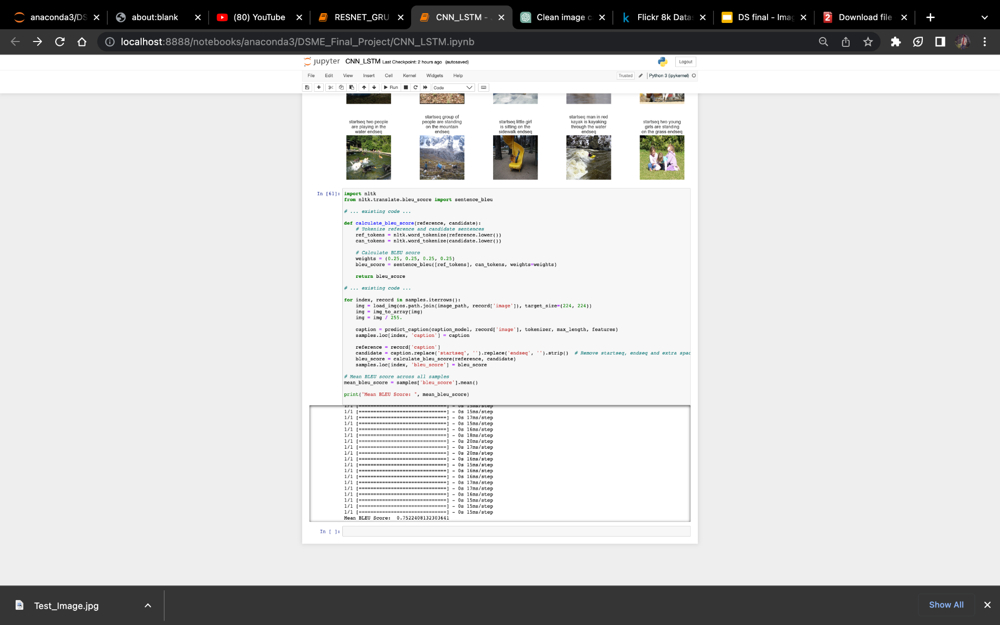 anaconda3/DS
about:blank
(80) YouTube
RESNET_GRU
CNN_LSTM -
Clean image c
Flickr 8k Datas
DS final - Imag
Download file
localhost:8888/notebooks/anaconda3/DSME_Final_Project/CNN_LSTM.ipynb
jupyter CNN_LSTM Last Checkpoint: 2 hours ago (autosaved)
Logout
File Edit View Insert Cell Kernel Widgets Help
Trusted Python 3 (ipykernel)
Run Code
startseq two people
are playing in the
water endseq
startseq group of
people are standing
on the mountain
endseq
startseq little girl
is sitting on the
sidewalk endseq
startseq man in red
kayak is kayaking
through the water
endseq
startseq two young
girls are standing
on the grass endseq
In [61]:
import nltk
from nltk.translate.bleu_score import sentence_bleu
# ... existing code ...
def calculate_bleu_score(reference, candidate):
# Tokenize reference and candidate sentences
ref_tokens = nltk.word_tokenize(reference.lower())
can_tokens = nltk.word_tokenize(candidate.lower())
# Calculate BLEU score
weights = (0.25, 0.25, 0.25, 0.25)
bleu_score = sentence_bleu([ref_tokens], can_tokens, weights=weights)
return bleu_score
# ... existing code ...
for index, record in samples.iterrows():
img = load_img(os.path.join(image_path, record['image']), target_size=(224, 224))
img = img_to_array(img)
img = img / 255.
caption = predict_caption(caption_model, record['image'], tokenizer, max_length, features)
samples.loc[index, 'caption'] = caption
reference = record['caption']
candidate = caption.replace('startseq', '').replace('endseq', '').strip() # Remove startseq, endseq and extra spac
bleu_score = calculate_bleu_score(reference, candidate)
samples.loc[index, 'bleu_score'] = bleu_score
# Mean BLEU score across all samples
mean_bleu_score = samples['bleu_score'].mean()
print("Mean BLEU Score: ", mean_bleu_score)
1/1 [==============================] - 0s 15ms/step
1/1 [==============================] - 0s 15ms/step
1/1 [==============================] - 0s 17ms/step
1/1 [==============================] - 0s 15ms/step
1/1 [==============================] - 0s 16ms/step
1/1 [==============================] - 0s 18ms/step
1/1 [==============================] - 0s 20ms/step
1/1 [==============================] - 0s 17ms/step
1/1 [==============================] - 0s 20ms/step
1/1 [==============================] - 0s 16ms/step
1/1 [==============================] - 0s 15ms/step
1/1 [==============================] - 0s 16ms/step
1/1 [==============================] - 0s 16ms/step
1/1 [==============================] - 0s 17ms/step
1/1 [==============================] - 0s 17ms/step
1/1 [==============================] - 0s 16ms/step
1/1 [==============================] - 0s 15ms/step
1/1 [==============================] - 0s 15ms/step
1/1 [==============================] - 0s 15ms/step
Mean BLEU Score: 0.7522408132303641
In [ ]:
Test_Image.jpg
Show All